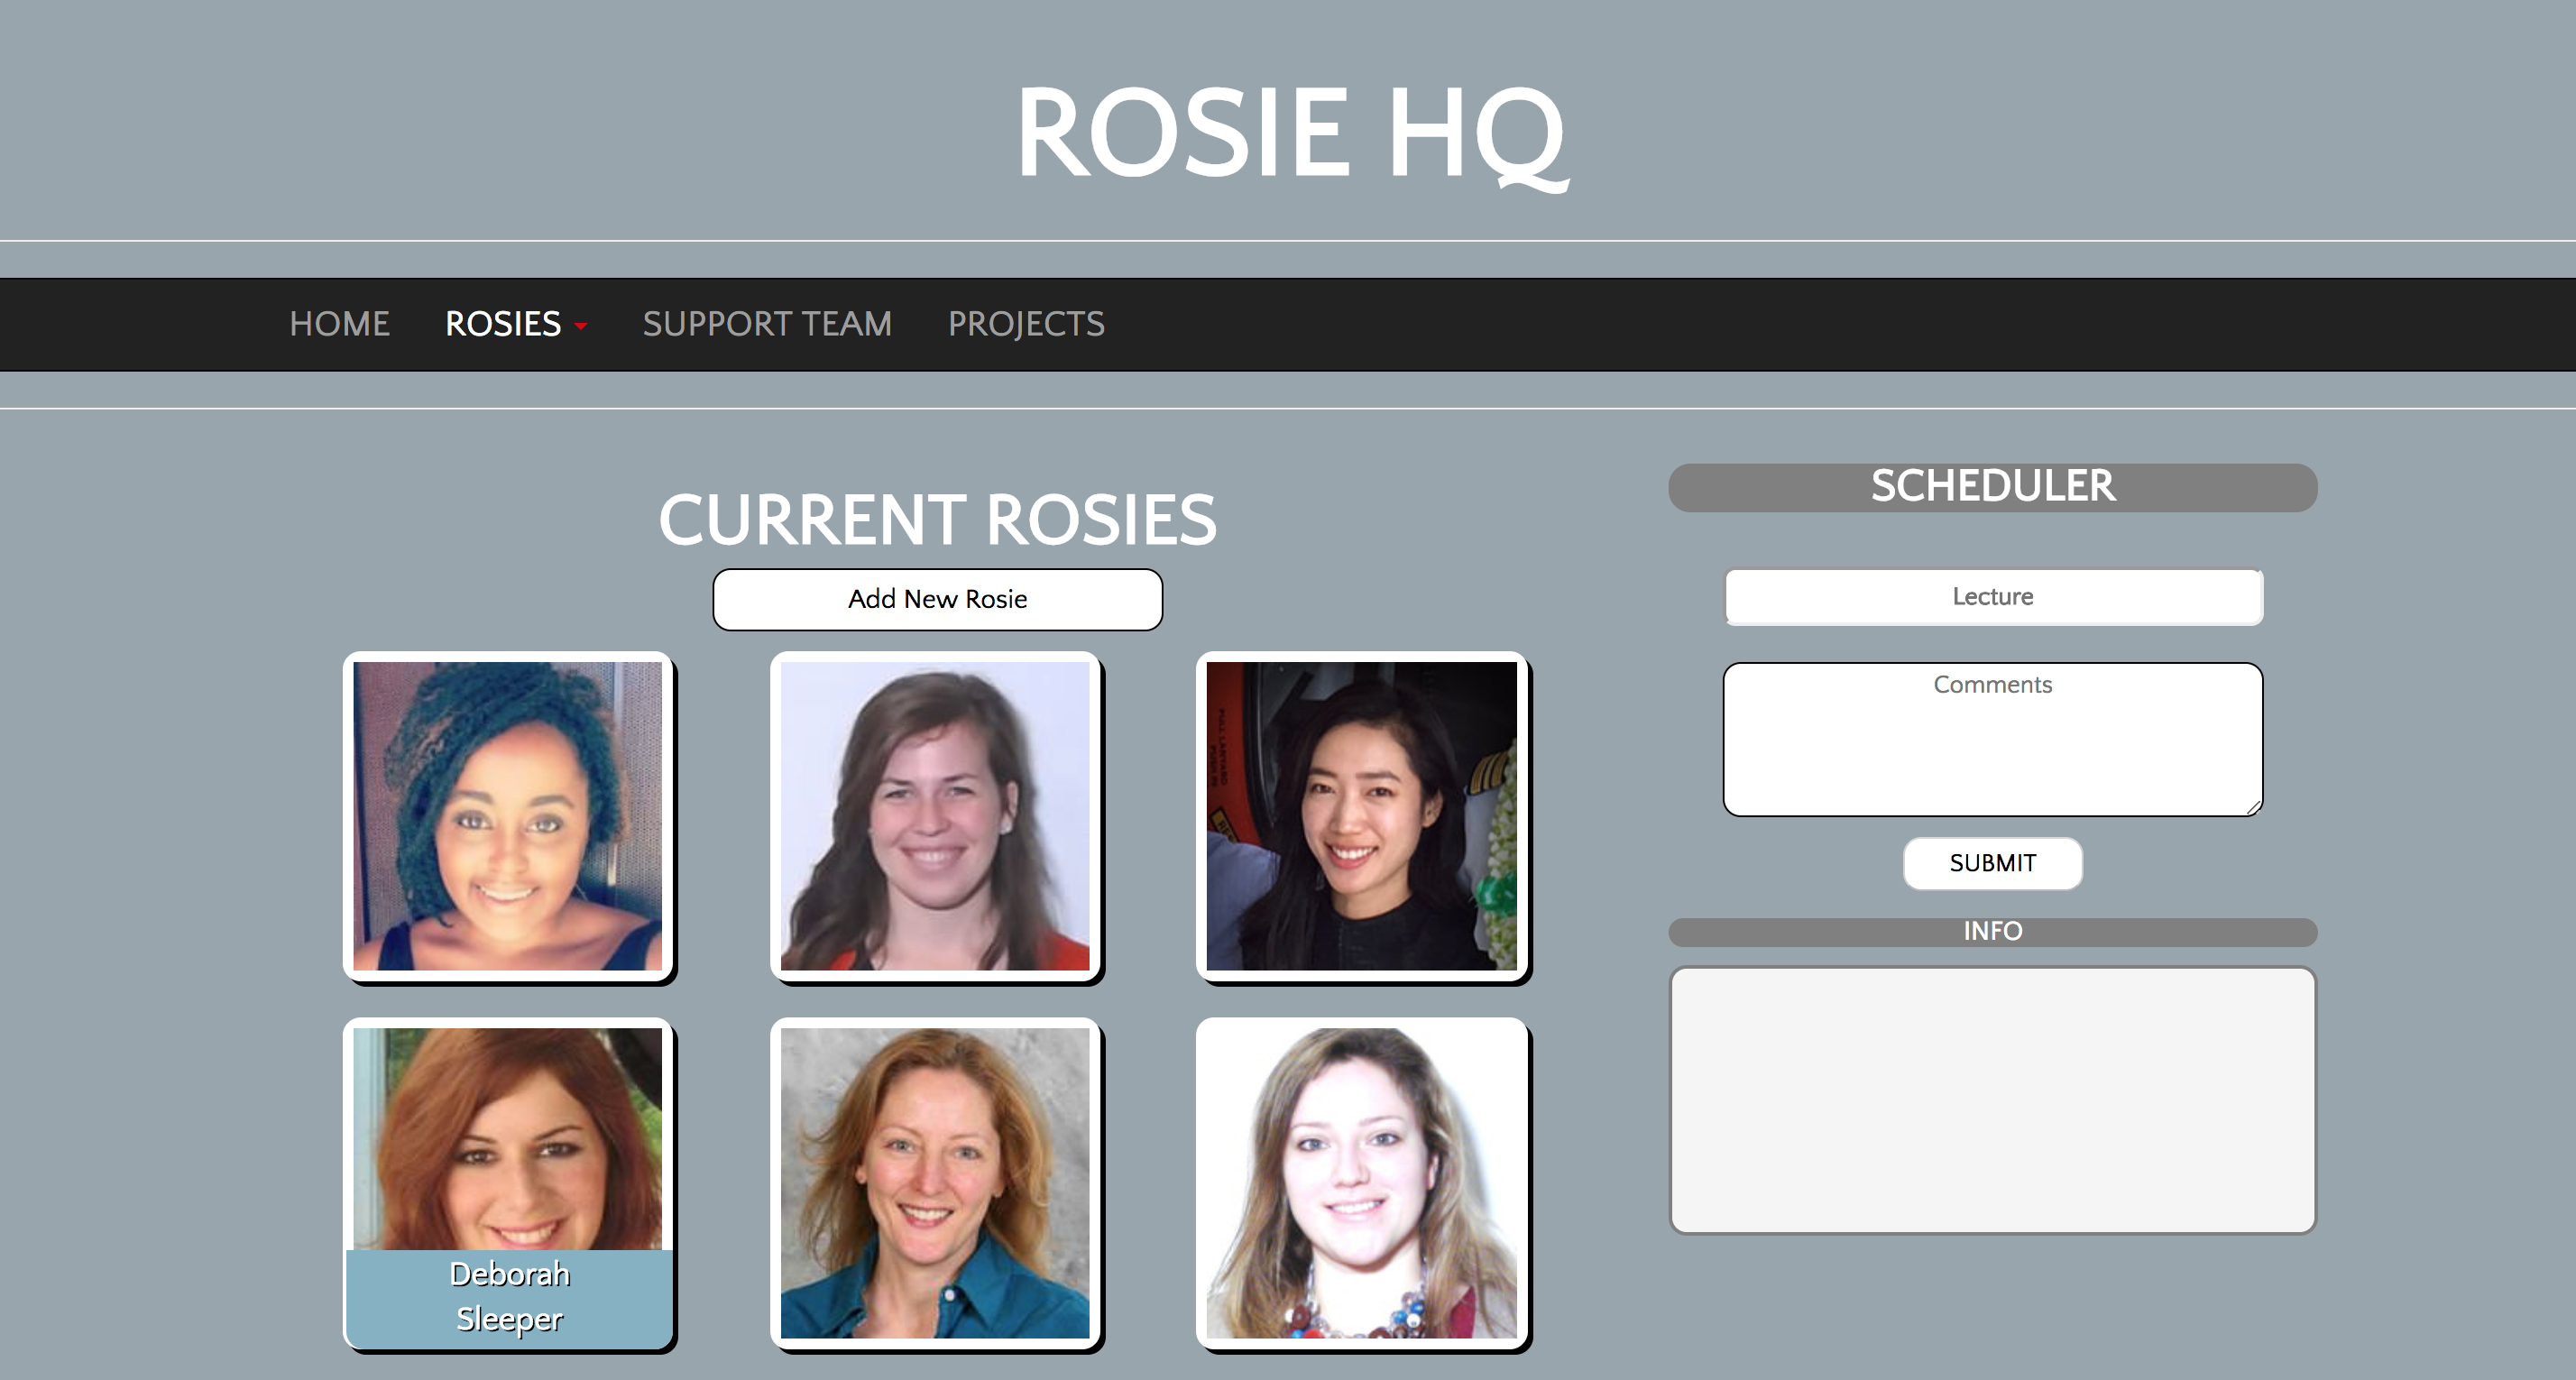 ROSIE HQ
HOME ROSIES SUPPORT TEAM PROJECTS
CURRENT ROSIES
Add New Rosie
Deborah
Sleeper
SCHEDULER
Lecture
Comments
SUBMIT
INFO